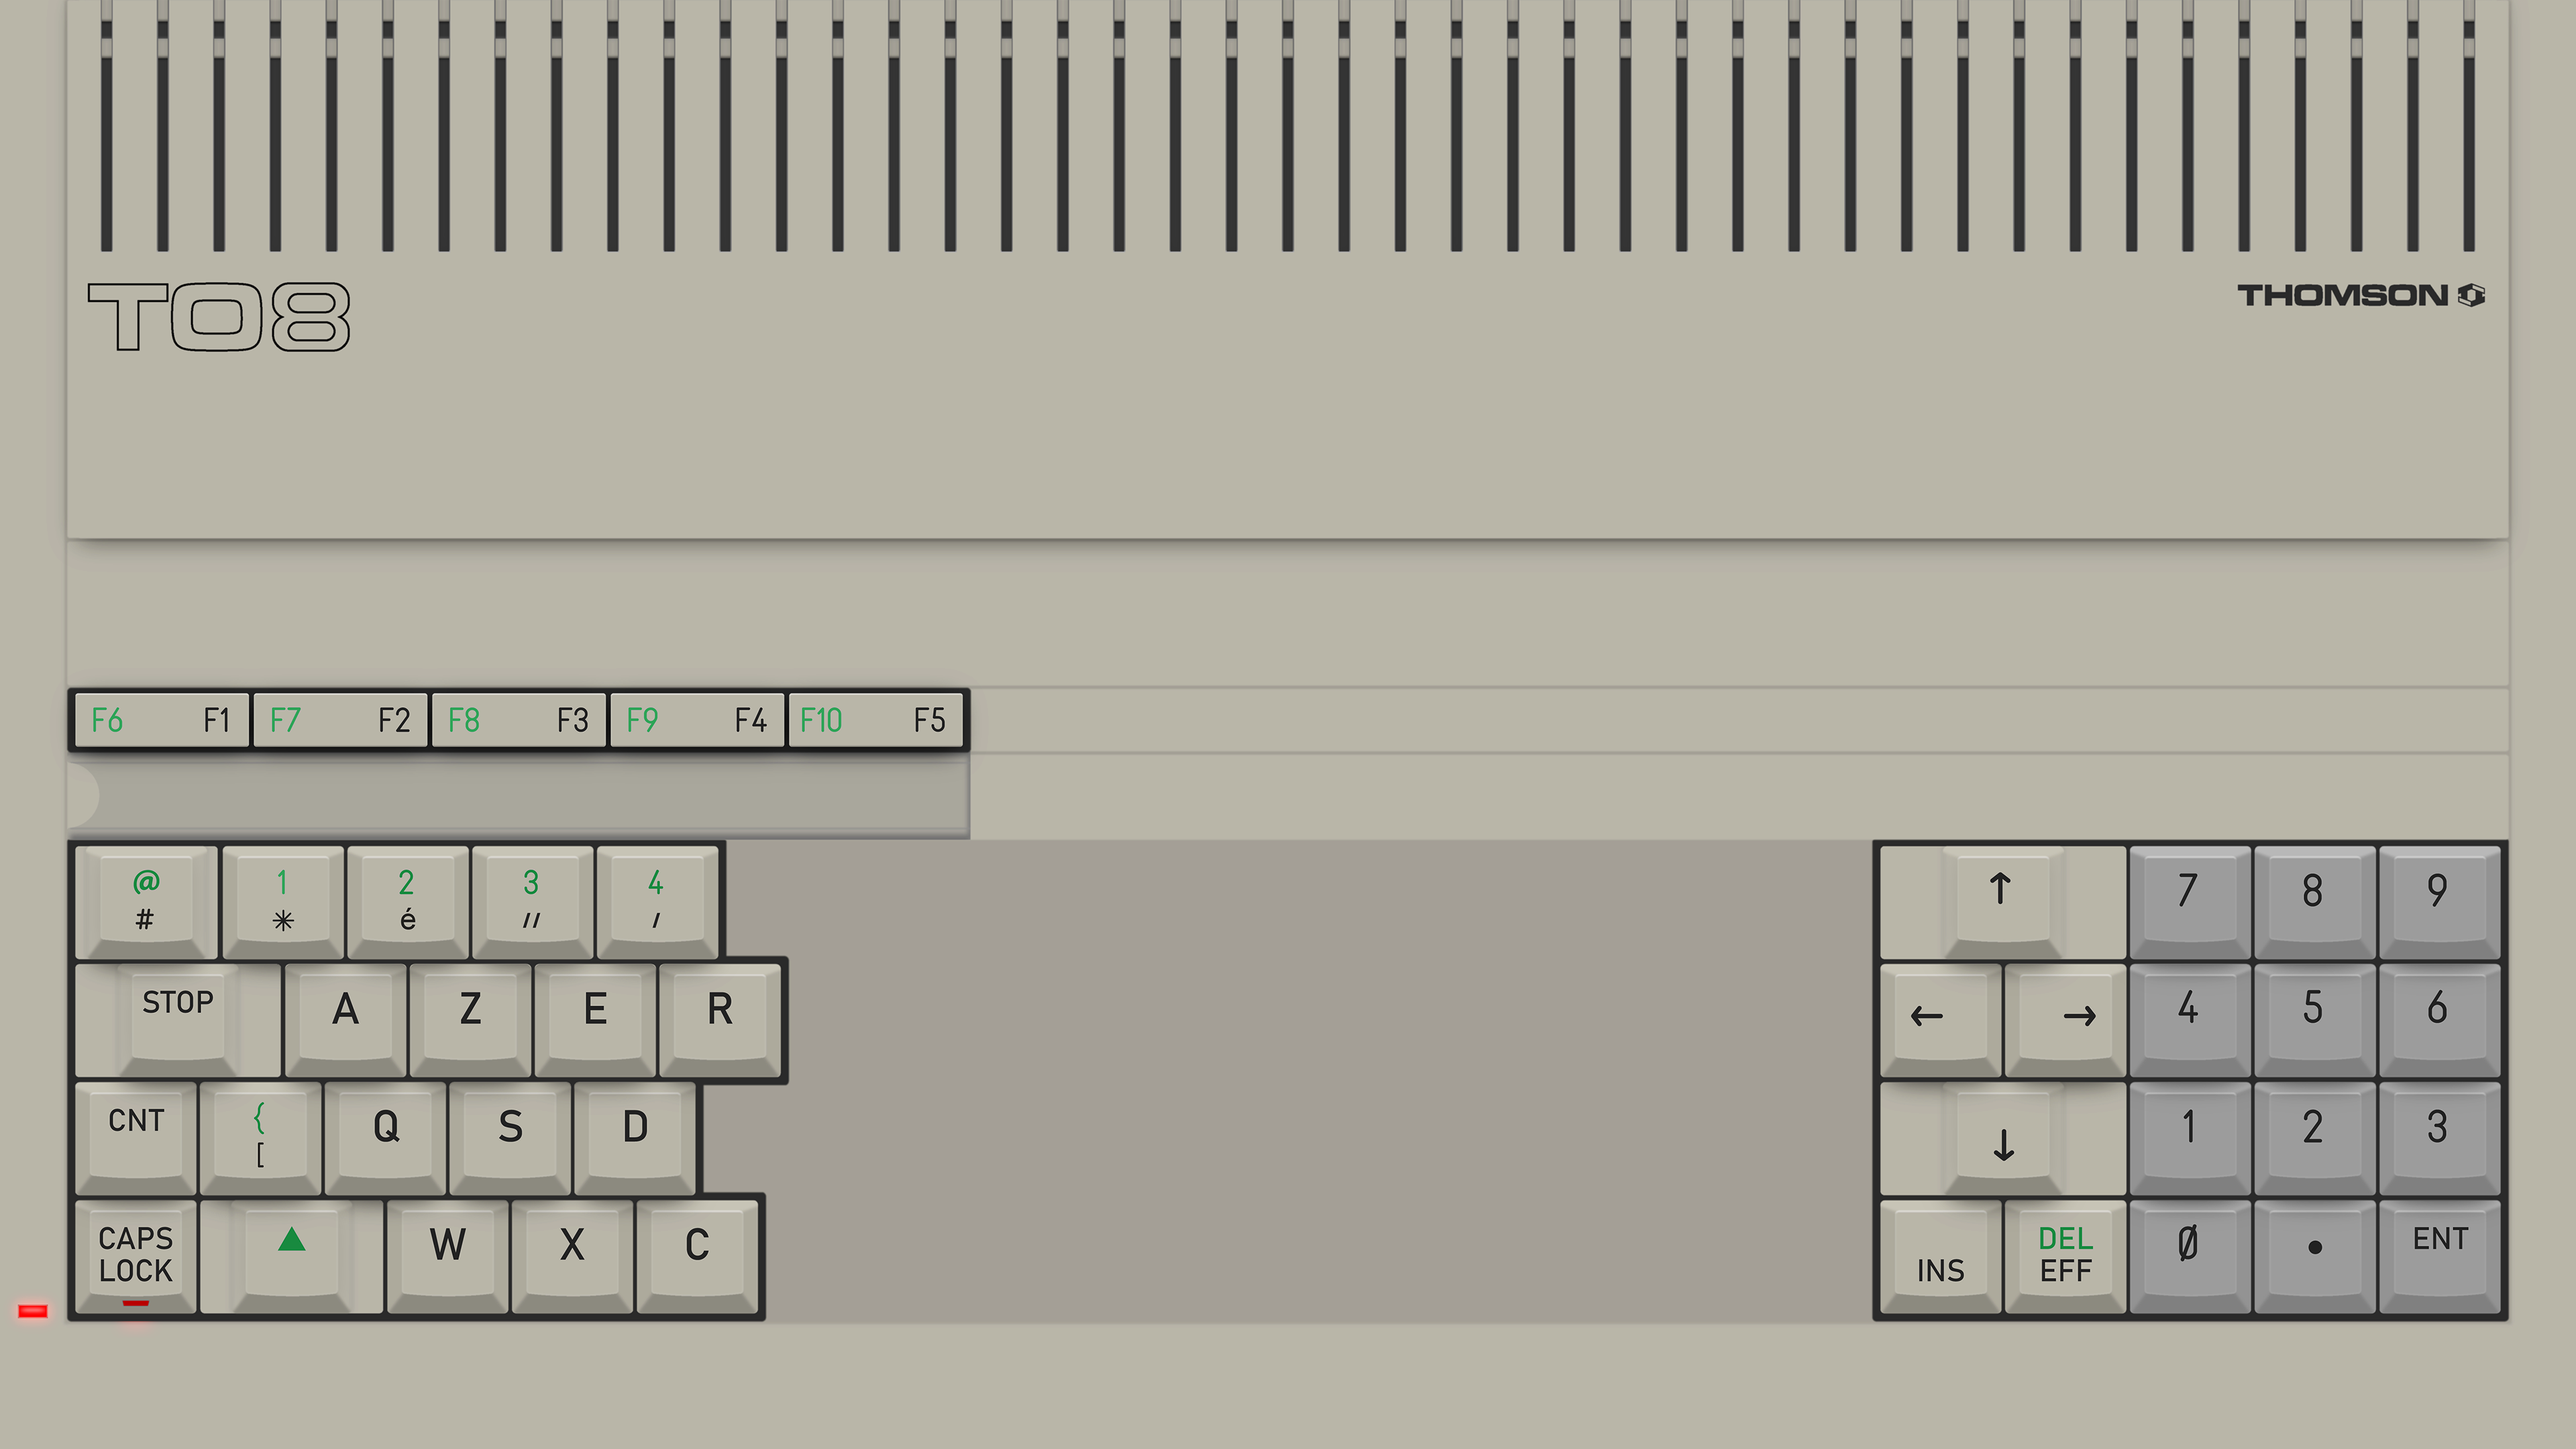 TO8
THOMSON
F6 F1 F7 F2 F8 F3 F9 F4 F10 F5
@ 1 2 3 4
# * é // /
↑ 7 8 9
STOP A Z E R
← → 4 5 6
CNT { [ Q S D
↓ 1 2 3
CAPS LOCK ▲ W X C
INS DEL EFF 0 • ENT